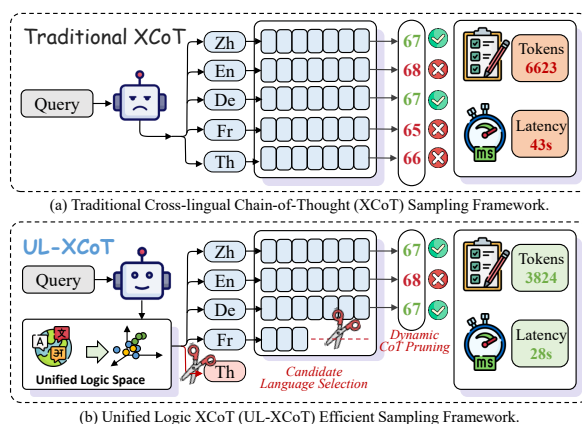 Traditional XCoT
Query
Zh
En
De
Fr
Th
67
68
67
65
66
Tokens
6623
Latency
43s
ms
(a) Traditional Cross-lingual Chain-of-Thought (XCoT) Sampling Framework.
UL-XCoT
Query
A
文
अ
Unified Logic Space
Zh
En
De
Fr
Th
67
68
67
Dynamic
CoT Pruning
Candidate
Language Selection
Tokens
3824
Latency
28s
ms
(b) Unified Logic XCoT (UL-XCoT) Efficient Sampling Framework.